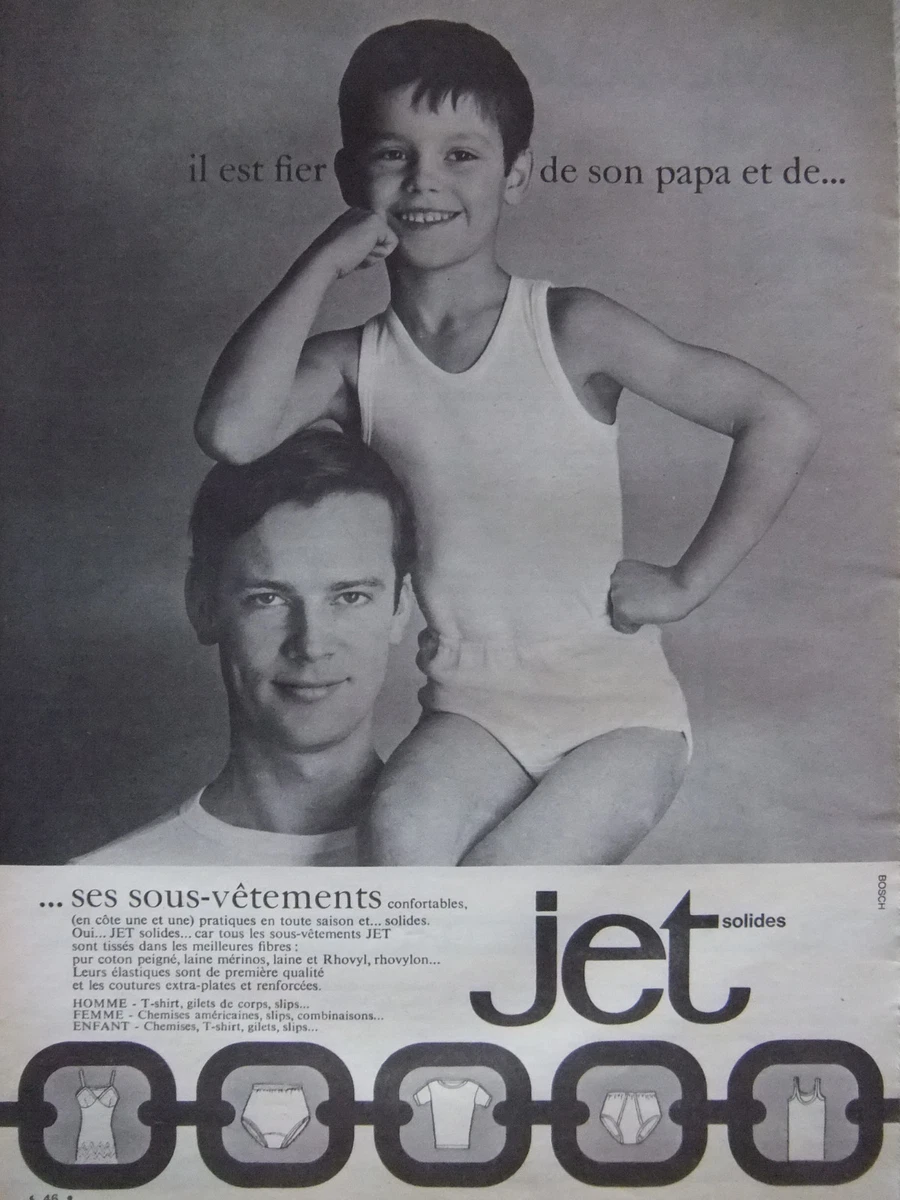 il est fier de son papa et de...
... ses sous-vêtements confortables,
(en côte une et une) pratiques en toute saison et... solides.
Oui... JET solides... car tous les sous-vêtements JET
sont tissés dans les meilleures fibres :
pur coton peigné, laine mérinos, laine et Rhovyl, rhovylon...
Leurs élastiques sont de première qualité
et les coutures extra-plates et renforcées.
HOMME - T-shirt, gilets de corps, slips...
FEMME - Chemises américaines, slips, combinaisons...
ENFANT - Chemises, T-shirt, gilets, slips...
jet solides
BOSCH
46